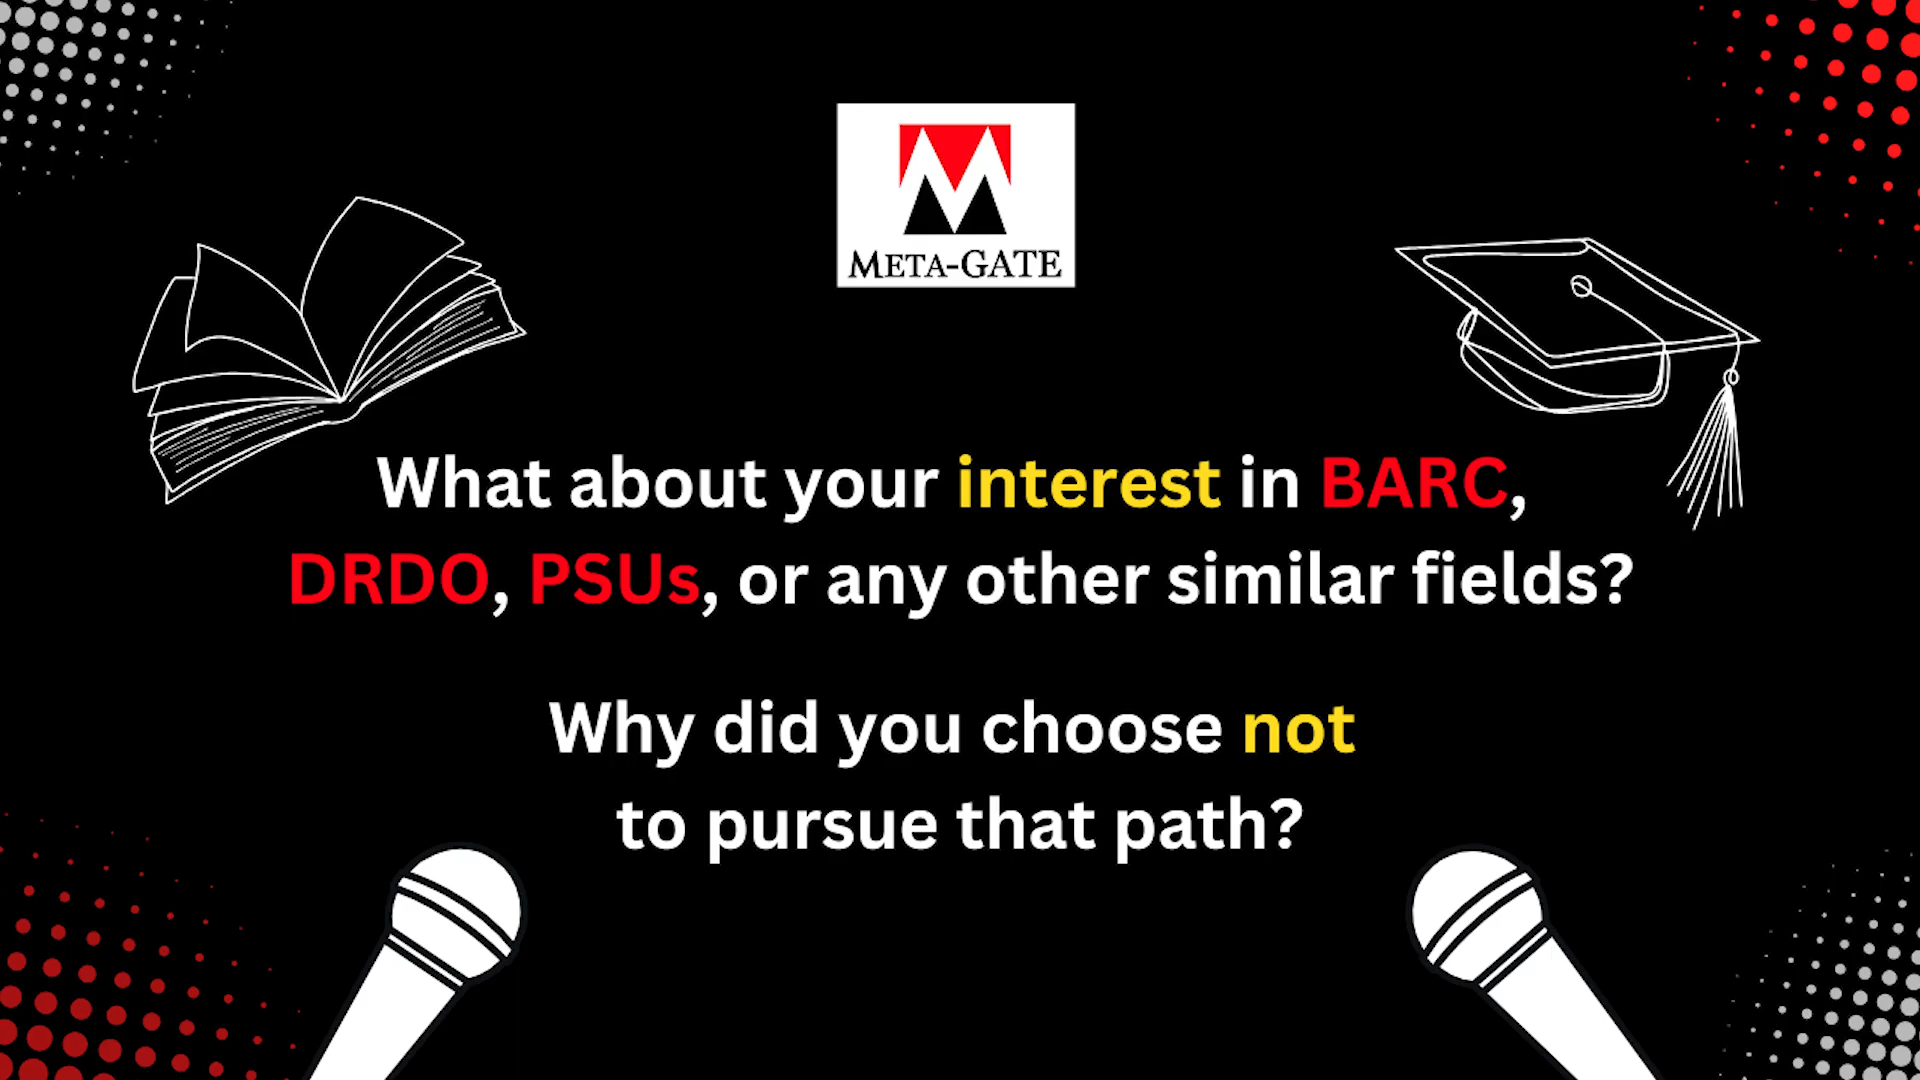 META-GATE
What about your interest in BARC,
DRDO, PSUs, or any other similar fields?
Why did you choose not
to pursue that path?